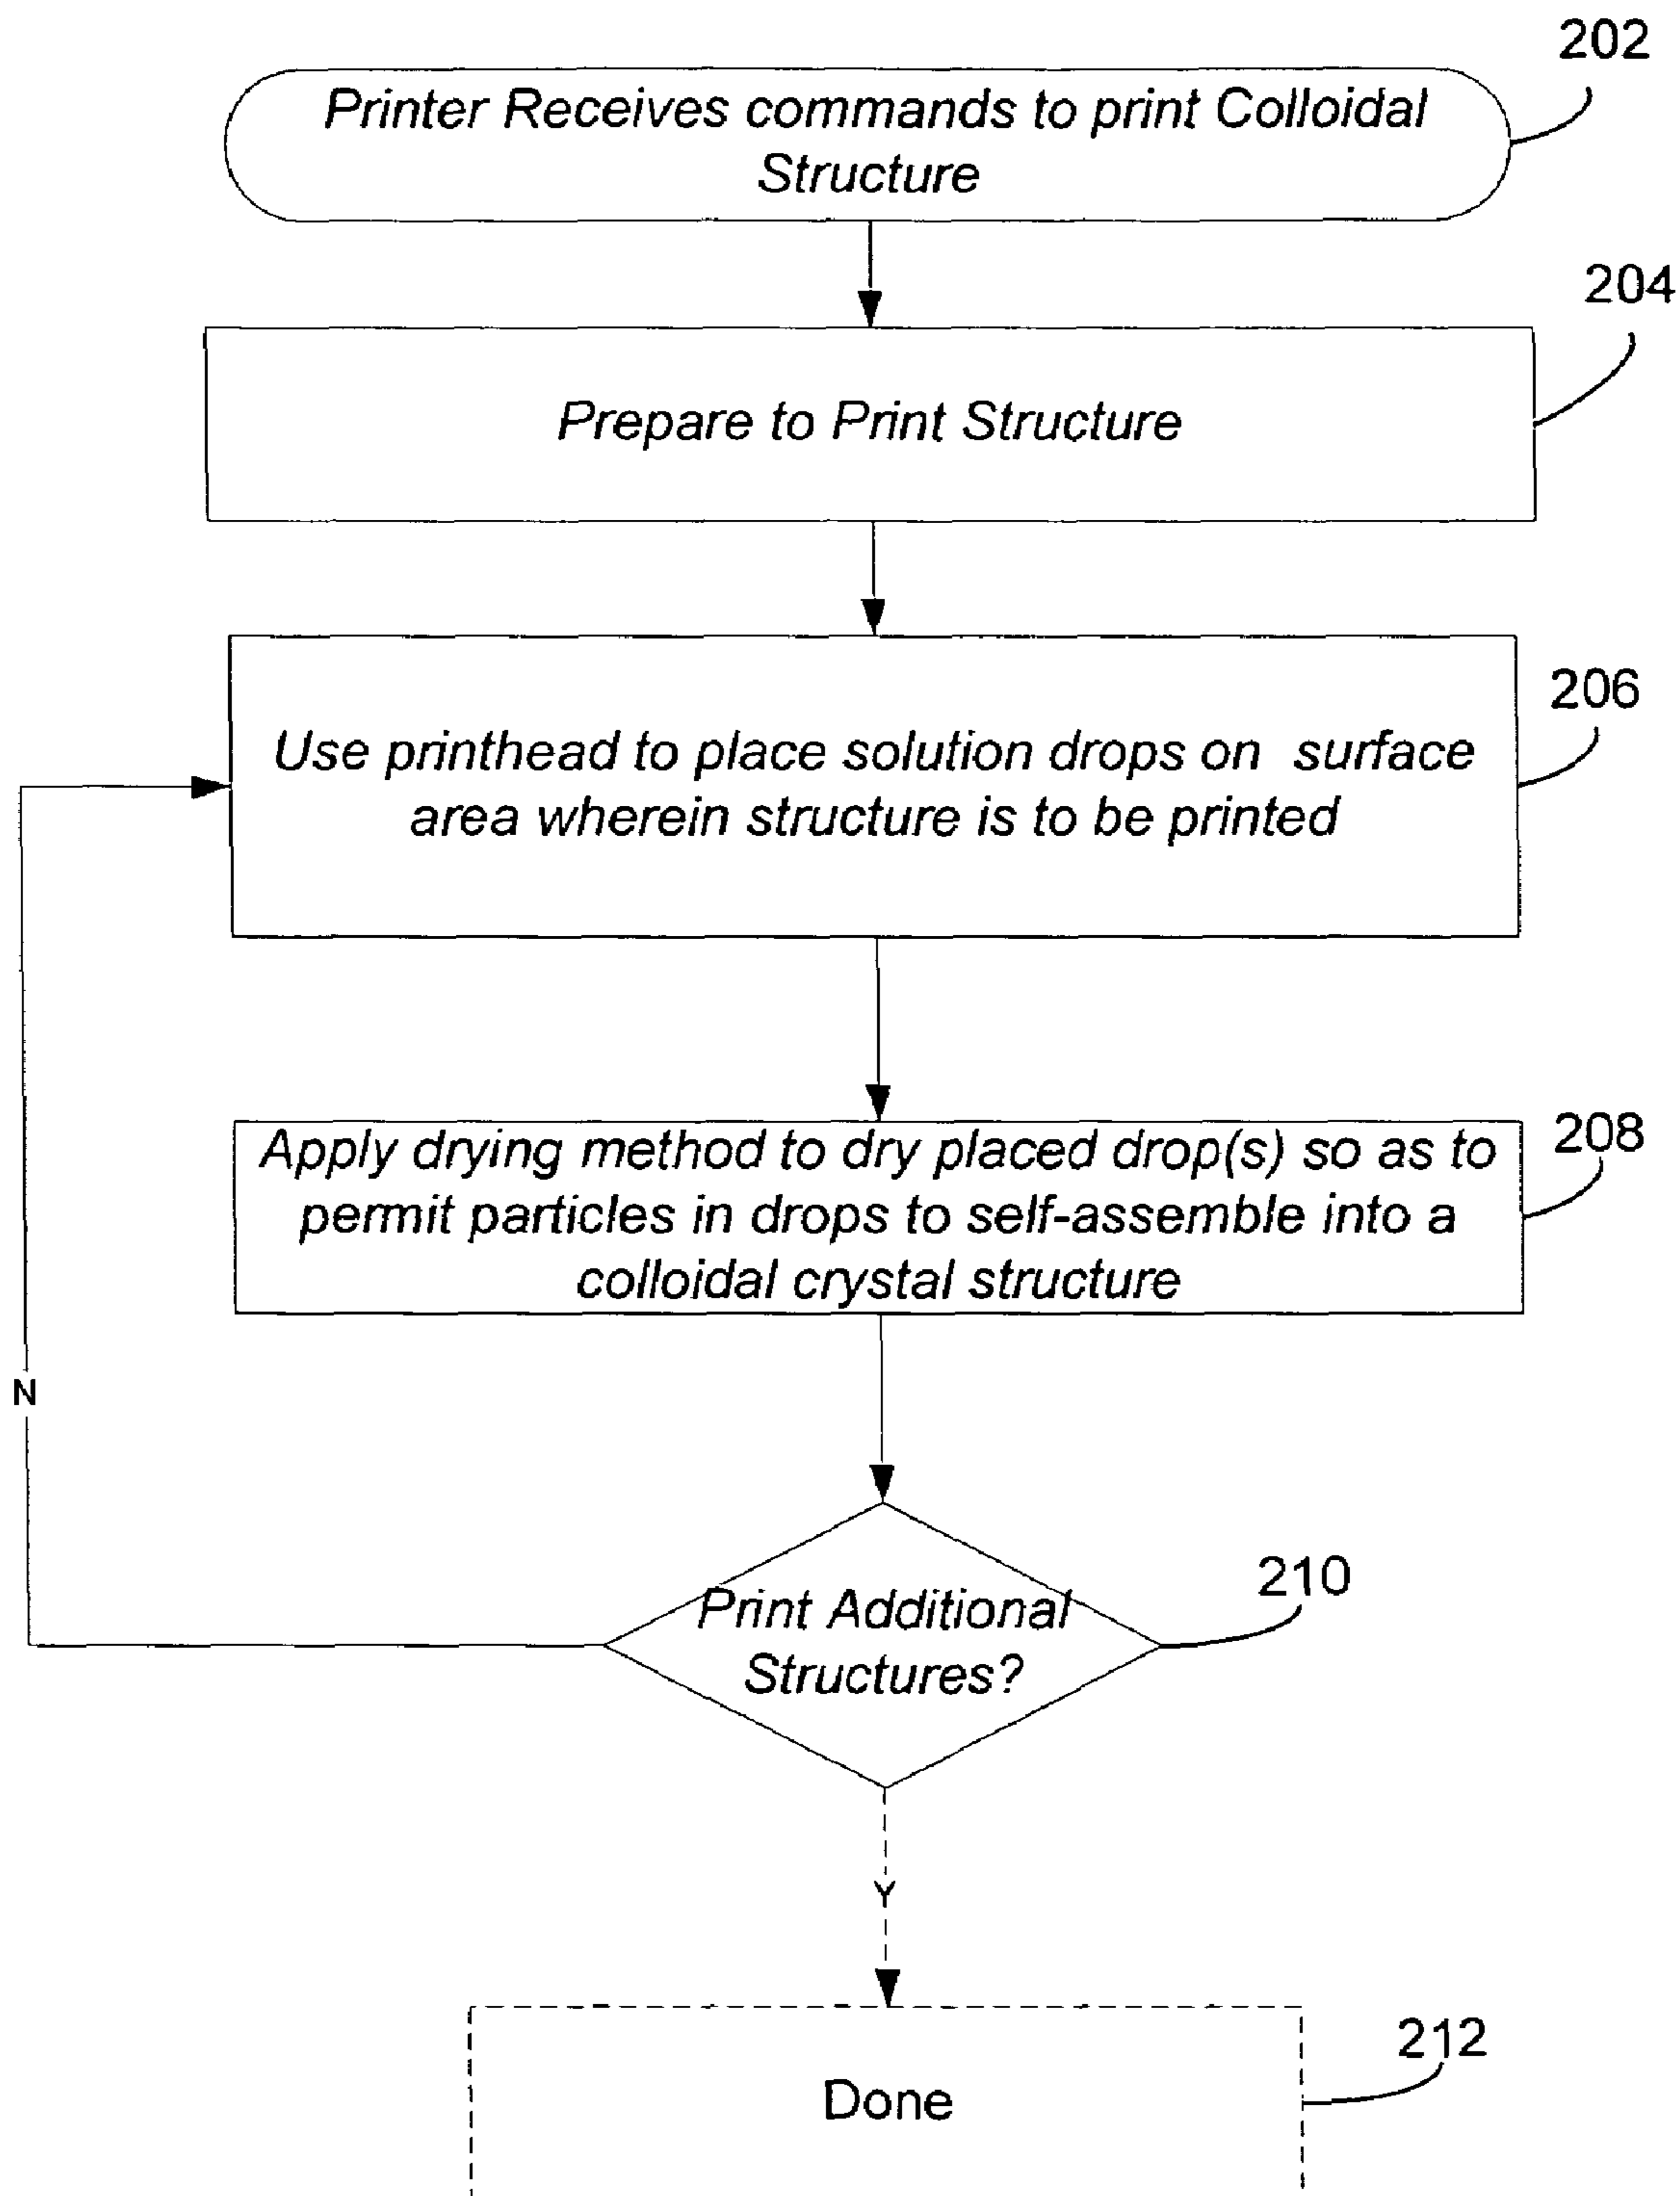 202
Printer Receives commands to print Colloidal
Structure
204
Prepare to Print Structure
206
Use printhead to place solution drops on surface
area wherein structure is to be printed
208
Apply drying method to dry placed drop(s) so as to
permit particles in drops to self-assemble into a
colloidal crystal structure
N
210
Print Additional
Structures?
Y
212
Done